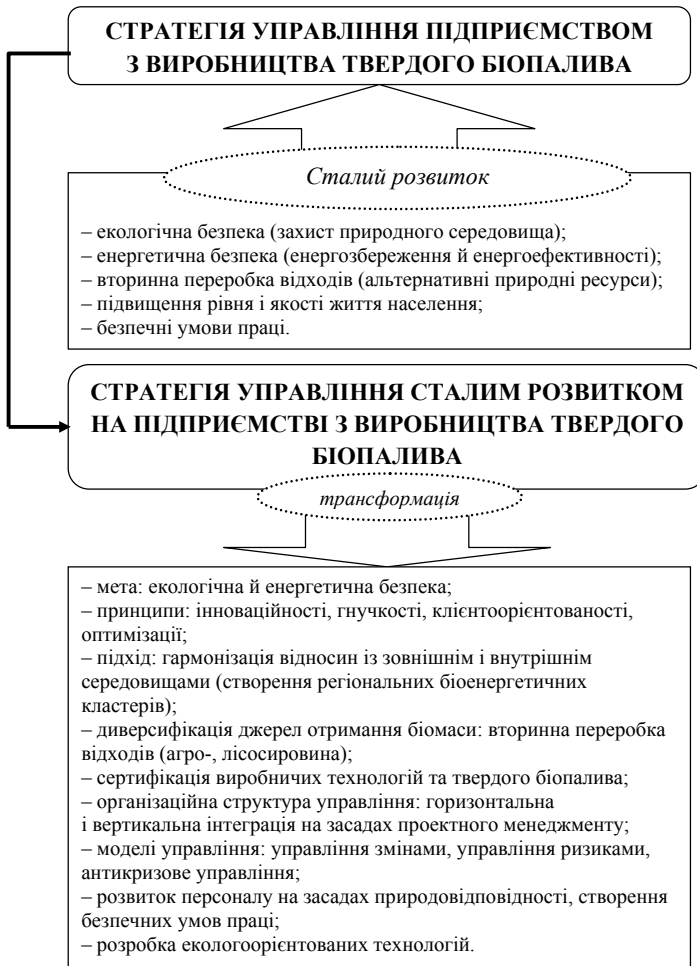 СТРАТЕГІЯ УПРАВЛІННЯ ПІДПРИЄМСТВОМ
З ВИРОБНИЦТВА ТВЕРДОГО БІОПАЛИВА
Сталий розвиток
– екологічна безпека (захист природного середовища);
– енергетична безпека (енергозбереження й енергоефективності);
– вторинна переробка відходів (альтернативні природні ресурси);
– підвищення рівня і якості життя населення;
– безпечні умови праці.
СТРАТЕГІЯ УПРАВЛІННЯ СТАЛИМ РОЗВИТКОМ
НА ПІДПРИЄМСТВІ З ВИРОБНИЦТВА ТВЕРДОГО
БІОПАЛИВА
трансформація
– мета: екологічна й енергетична безпека;
– принципи: інноваційності, гнучкості, клієнтоорієнтованості,
оптимізації;
– підхід: гармонізація відносин із зовнішнім і внутрішнім
середовищами (створення регіональних біоенергетичних
кластерів);
– диверсифікація джерел отримання біомаси: вторинна переробка
відходів (агро-, лісосировина);
– сертифікація виробничих технологій та твердого біопалива;
– організаційна структура управління: горизонтальна
і вертикальна інтеграція на засадах проектного менеджменту;
– моделі управління: управління змінами, управління ризиками,
антикризове управління;
– розвиток персоналу на засадах природовідповідності, створення
безпечних умов праці;
– розробка екологоорієнтованих технологій.